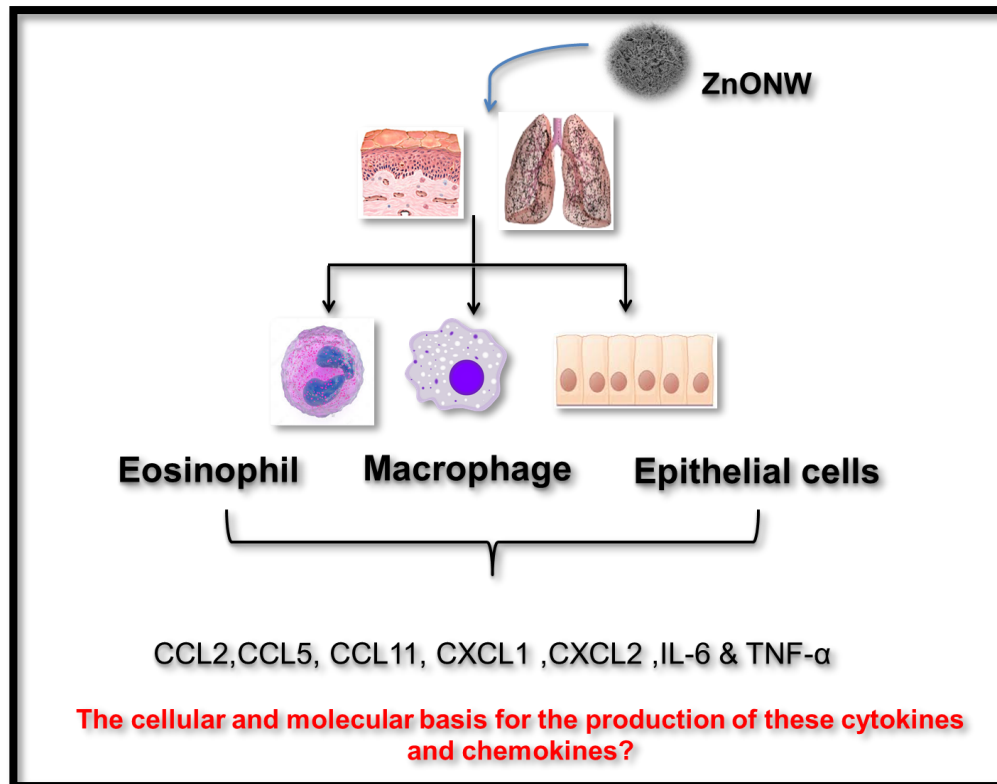 ZnONW
Eosinophil
Macrophage
Epithelial cells
CCL2,CCL5, CCL11, CXCL1 ,CXCL2 ,IL-6 & TNF-α
The cellular and molecular basis for the production of these cytokines
and chemokines?